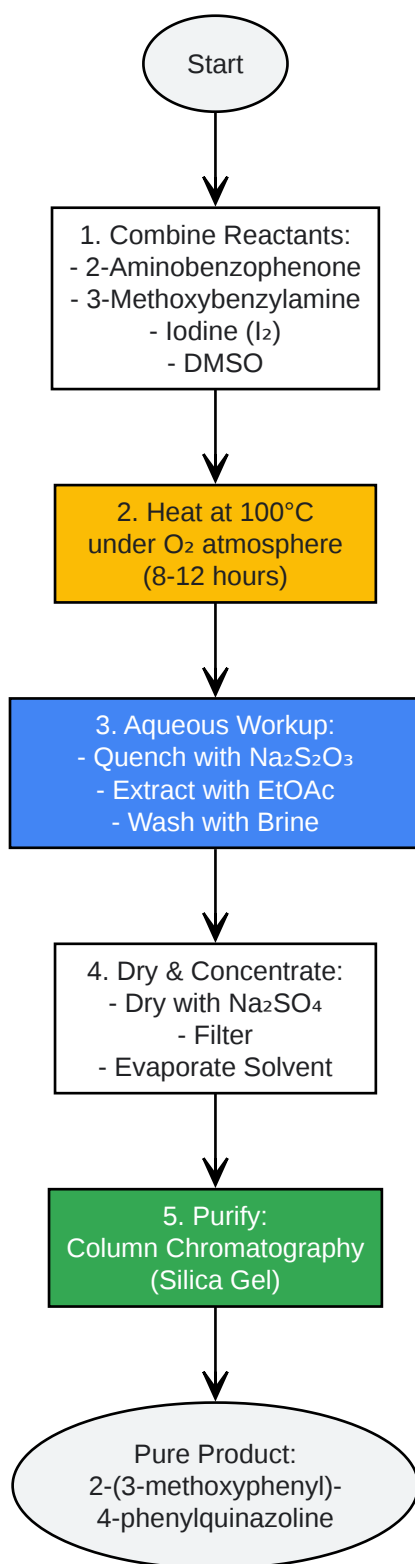 Start
1. Combine Reactants:
- 2-Aminobenzophenone
- 3-Methoxybenzylamine
- Iodine (I₂)
- DMSO
2. Heat at 100°C
under O₂ atmosphere
(8-12 hours)
3. Aqueous Workup:
- Quench with Na₂S₂O₃
- Extract with EtOAc
- Wash with Brine
4. Dry & Concentrate:
- Dry with Na₂SO₄
- Filter
- Evaporate Solvent
5. Purify:
Column Chromatography
(Silica Gel)
Pure Product:
2-(3-methoxyphenyl)-
4-phenylquinazoline